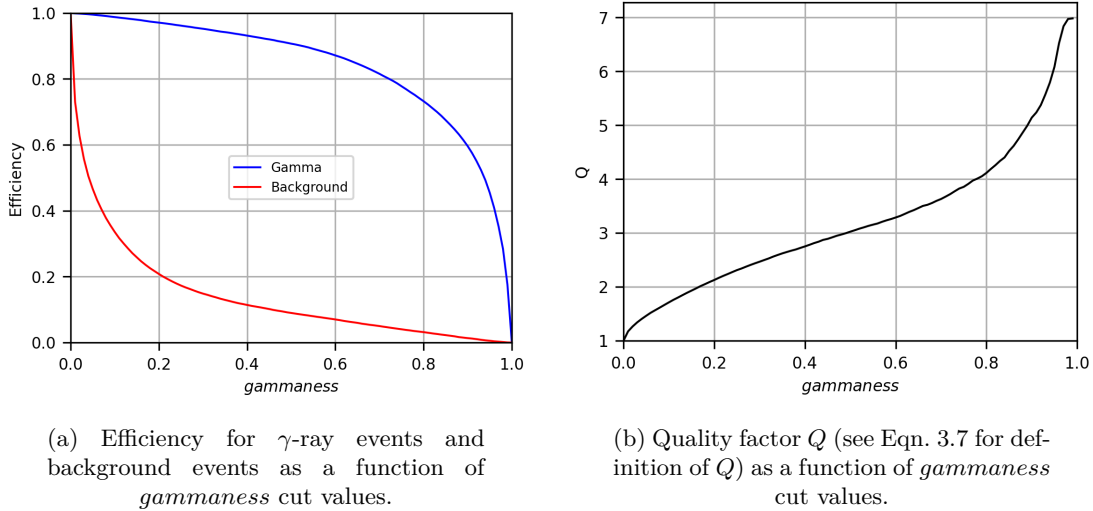 1.0
0.8
0.6
0.4
0.2
0.0
Efficiency
Gamma
Background
0.0 0.2 0.4 0.6 0.8 1.0
gammaness
7
6
5
4
3
2
1
Q
0.0 0.2 0.4 0.6 0.8 1.0
gammaness
(a) Efficiency for γ-ray events and
background events as a function of
gammaness cut values.
(b) Quality factor Q (see Eqn. 3.7 for def-
inition of Q) as a function of gammaness
cut values.